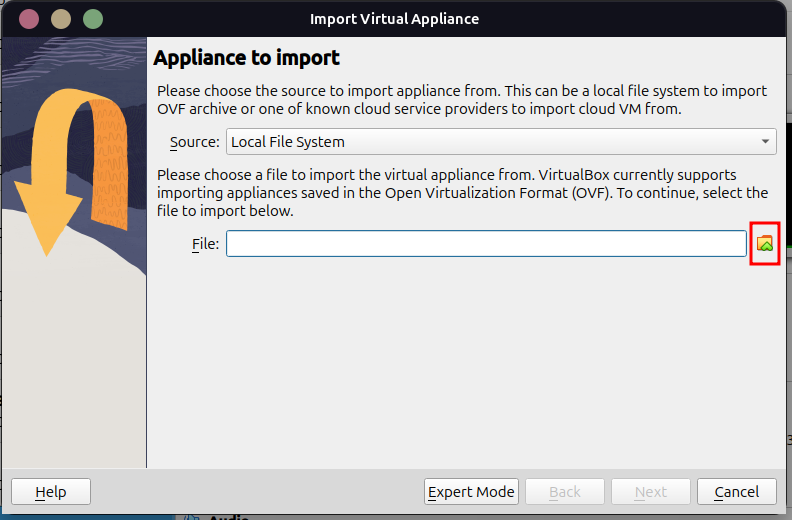 Import Virtual Appliance
Appliance to import
Please choose the source to import appliance from. This can be a local file system to import
OVF archive or one of known cloud service providers to import cloud VM from.
Source: Local File System
Please choose a file to import the virtual appliance from. VirtualBox currently supports
importing appliances saved in the Open Virtualization Format (OVF). To continue, select the
file to import below.
File:
Help Expert Mode Back Next Cancel
Audio